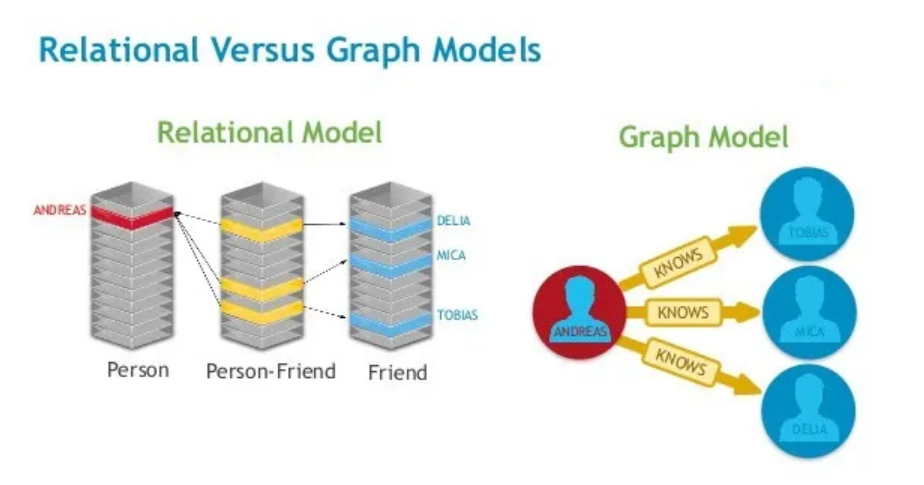 Relational Versus Graph Models
Relational Model
ANDREAS
DELIA
MICA
TOBIAS
Person
Person-Friend
Friend
Graph Model
ANDREAS
KNOWS
KNOWS
KNOWS
TOBIAS
MICA
DELIA